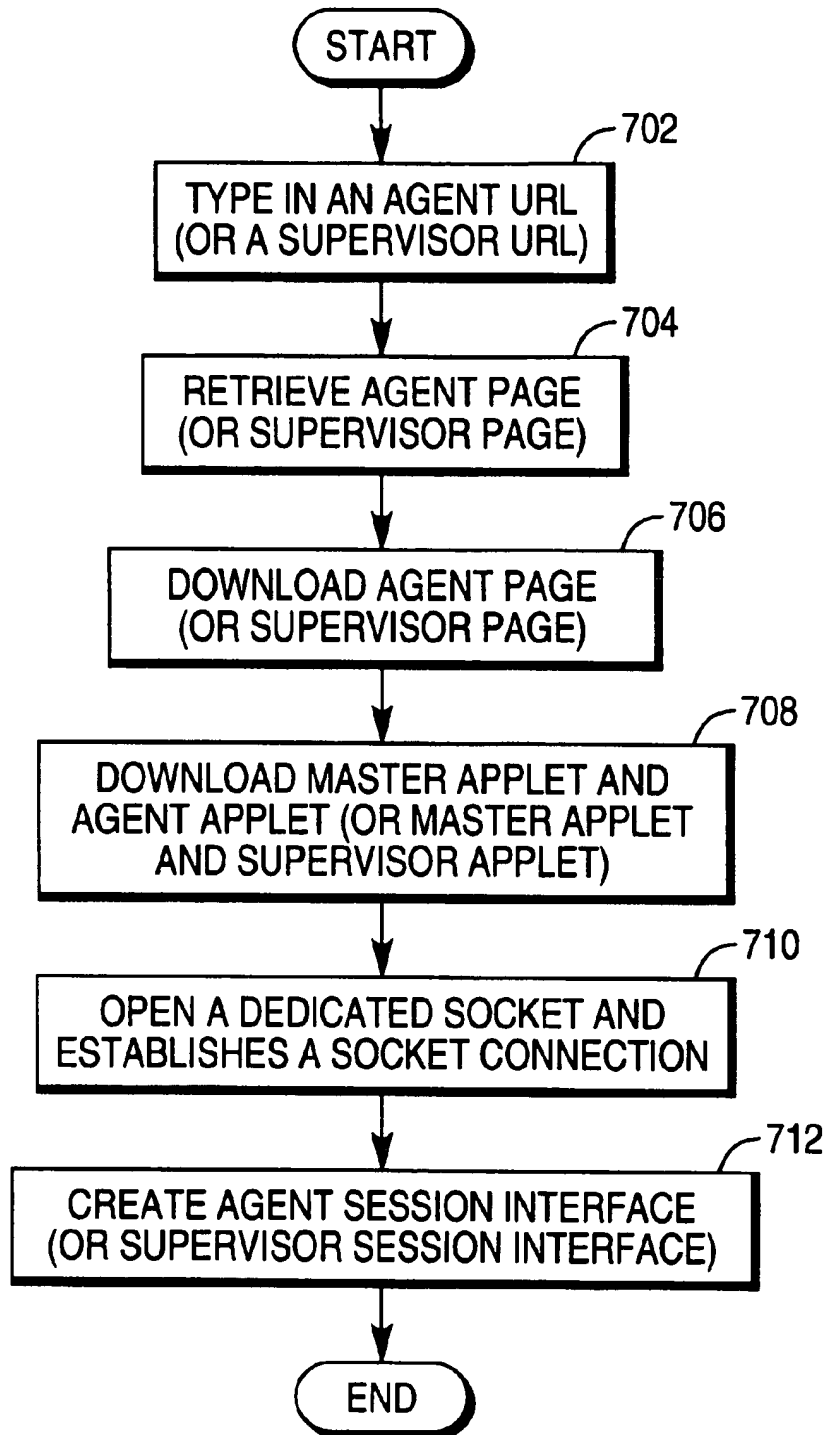 START
702
TYPE IN AN AGENT URL
(OR A SUPERVISOR URL)
704
RETRIEVE AGENT PAGE
(OR SUPERVISOR PAGE)
706
DOWNLOAD AGENT PAGE
(OR SUPERVISOR PAGE)
708
DOWNLOAD MASTER APPLET AND
AGENT APPLET (OR MASTER APPLET
AND SUPERVISOR APPLET)
710
OPEN A DEDICATED SOCKET AND
ESTABLISHES A SOCKET CONNECTION
712
CREATE AGENT SESSION INTERFACE
(OR SUPERVISOR SESSION INTERFACE)
END